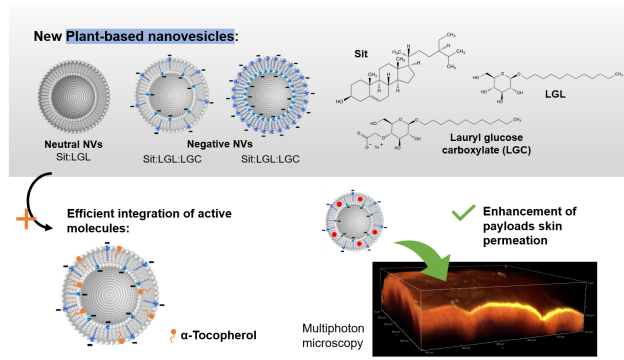 New Plant-based nanovesicles:
Neutral NVs
Sit:LGL
Negative NVs
Sit:LGL:LGC
Sit:LGL:LGC
Sit
LGL
Lauryl glucose
carboxylate (LGC)
Efficient integration of active
molecules:
α-Tocopherol
Enhancement of
payloads skin
permeation
Multiphoton
microscopy